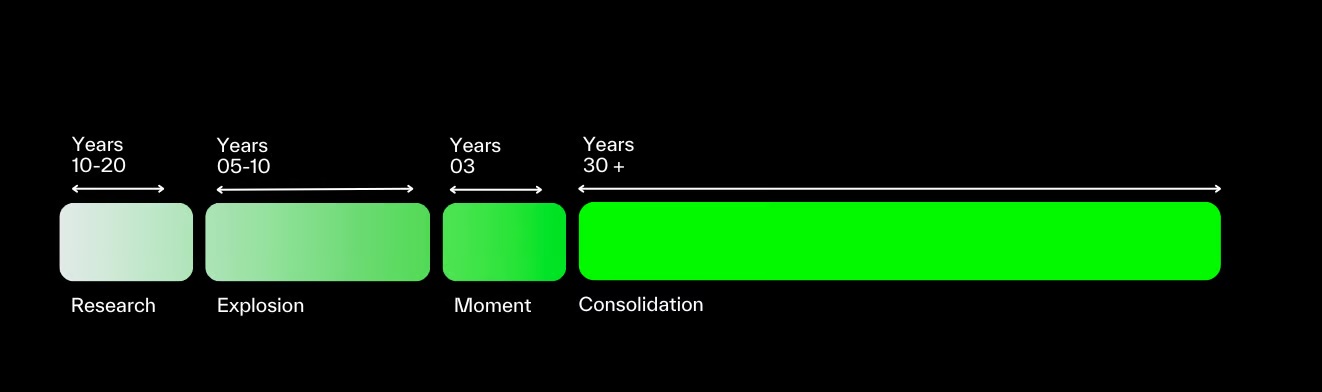 Years
10-20
Years
05-10
Years
03
Years
30 +
Research
Explosion
Moment
Consolidation